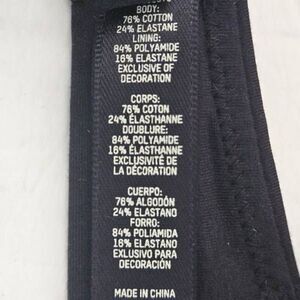 BODY:
76% COTTON
24% ELASTANE
LINING:
84% POLYAMIDE
16% ELASTANE
EXCLUSIVE OF
DECORATION
CORPS:
76% COTON
24% ÉLASTHANNE
DOUBLURE:
84% POLYAMIDE
16% ÉLASTHANNE
EXCLUSIVITÉ DE
LA DÉCORATION
CUERPO:
76% ALGODÓN
24% ELASTANO
FORRO:
84% POLIAMIDA
16% ELASTANO
EXLUSIVO PARA
DECORACIÓN
MADE IN CHINA